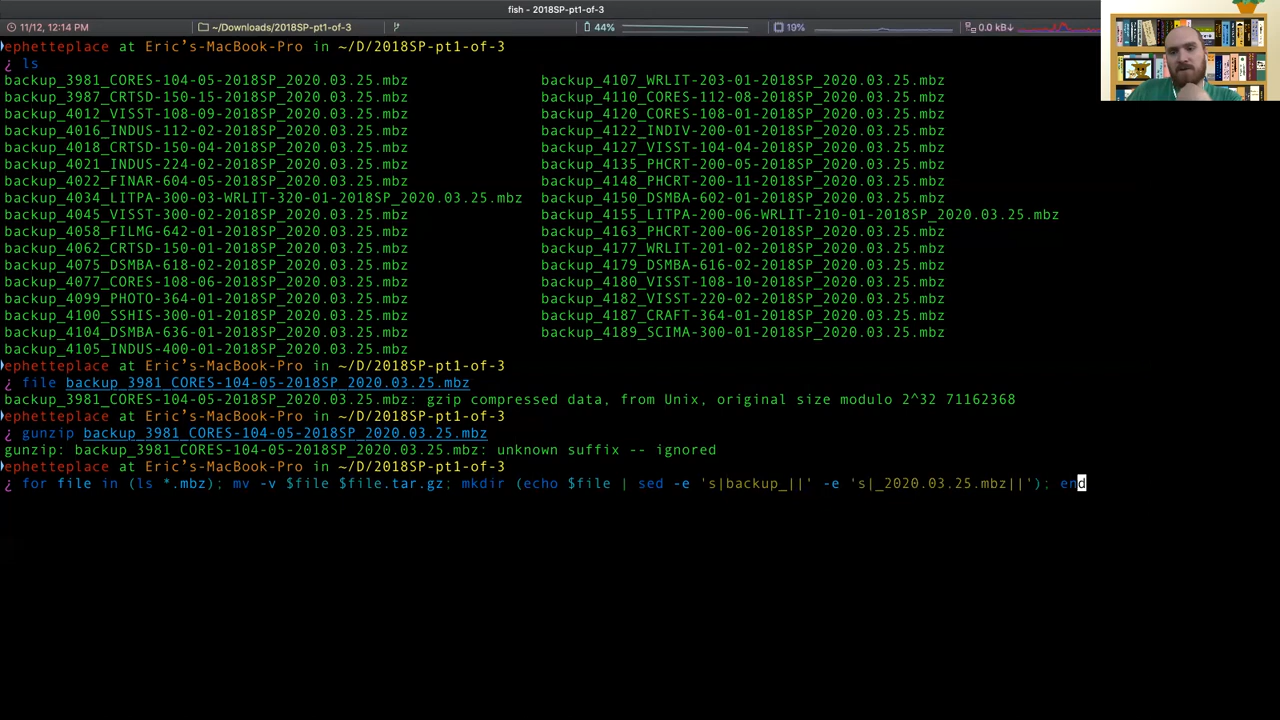 fish - 2018SP-pt1-of-3
11/12, 12:14 PM ~/Downloads/2018SP-pt1-of-3 44% 19% 0.0 kB↓
ephetteplace at Eric’s-MacBook-Pro in ~/D/2018SP-pt1-of-3
¿ ls
backup_3981_CORES-104-05-2018SP_2020.03.25.mbz backup_4107_WRLIT-203-01-2018SP_2020.03.25.mbz
backup_3987_CRTSD-150-15-2018SP_2020.03.25.mbz backup_4110_CORES-112-08-2018SP_2020.03.25.mbz
backup_4012_VISST-108-09-2018SP_2020.03.25.mbz backup_4120_CORES-108-01-2018SP_2020.03.25.mbz
backup_4016_INDUS-112-02-2018SP_2020.03.25.mbz backup_4122_INDIV-200-01-2018SP_2020.03.25.mbz
backup_4018_CRTSD-150-04-2018SP_2020.03.25.mbz backup_4127_VISST-104-04-2018SP_2020.03.25.mbz
backup_4021_INDUS-224-02-2018SP_2020.03.25.mbz backup_4135_PHCRT-200-05-2018SP_2020.03.25.mbz
backup_4022_FINAR-604-05-2018SP_2020.03.25.mbz backup_4148_PHCRT-200-11-2018SP_2020.03.25.mbz
backup_4034_LITPA-300-03-WRLIT-320-01-2018SP_2020.03.25.mbz backup_4150_DSMBA-602-01-2018SP_2020.03.25.mbz
backup_4045_VISST-300-02-2018SP_2020.03.25.mbz backup_4155_LITPA-200-06-WRLIT-210-01-2018SP_2020.03.25.mbz
backup_4058_FILMG-642-01-2018SP_2020.03.25.mbz backup_4163_PHCRT-200-06-2018SP_2020.03.25.mbz
backup_4062_CRTSD-150-01-2018SP_2020.03.25.mbz backup_4177_WRLIT-201-02-2018SP_2020.03.25.mbz
backup_4075_DSMBA-618-02-2018SP_2020.03.25.mbz backup_4179_DSMBA-616-02-2018SP_2020.03.25.mbz
backup_4077_CORES-108-06-2018SP_2020.03.25.mbz backup_4180_VISST-108-10-2018SP_2020.03.25.mbz
backup_4099_PHOTO-364-01-2018SP_2020.03.25.mbz backup_4182_VISST-220-02-2018SP_2020.03.25.mbz
backup_4100_SSHIS-300-01-2018SP_2020.03.25.mbz backup_4187_CRAFT-364-01-2018SP_2020.03.25.mbz
backup_4104_DSMBA-636-01-2018SP_2020.03.25.mbz backup_4189_SCIMA-300-01-2018SP_2020.03.25.mbz
backup_4105_INDUS-400-01-2018SP_2020.03.25.mbz
ephetteplace at Eric’s-MacBook-Pro in ~/D/2018SP-pt1-of-3
¿ file backup_3981_CORES-104-05-2018SP_2020.03.25.mbz
backup_3981_CORES-104-05-2018SP_2020.03.25.mbz: gzip compressed data, from Unix, original size modulo 2^32 71162368
ephetteplace at Eric’s-MacBook-Pro in ~/D/2018SP-pt1-of-3
¿ gunzip backup_3981_CORES-104-05-2018SP_2020.03.25.mbz
gunzip: backup_3981_CORES-104-05-2018SP_2020.03.25.mbz: unknown suffix -- ignored
ephetteplace at Eric’s-MacBook-Pro in ~/D/2018SP-pt1-of-3
¿ for file in (ls *.mbz); mv -v $file $file.tar.gz; mkdir (echo $file | sed -e 's|backup_||' -e 's|_2020.03.25.mbz||'); end